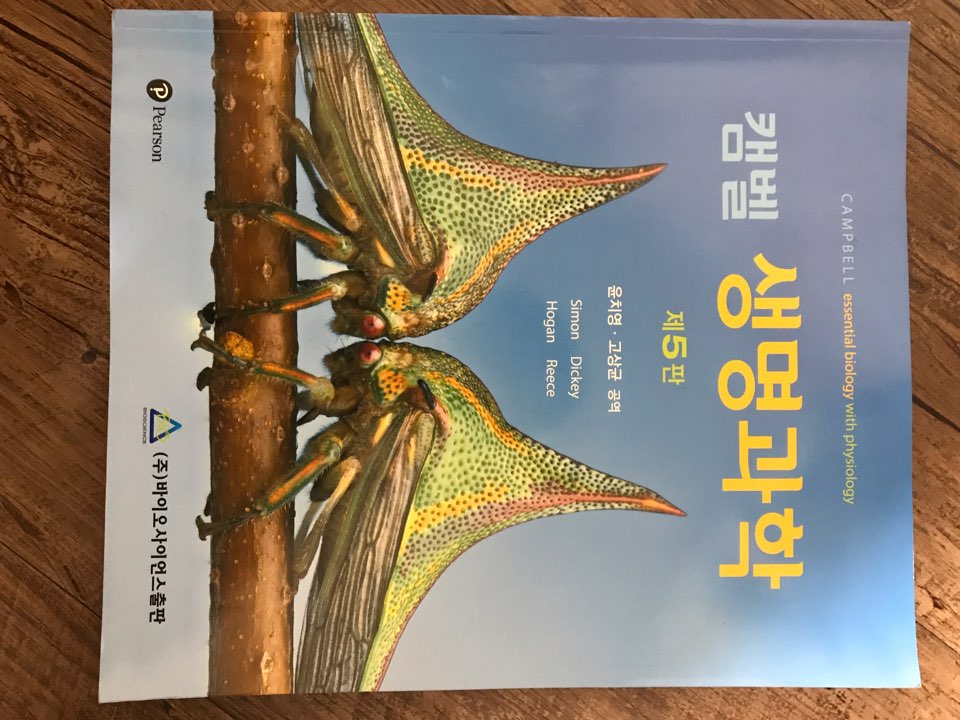 CAMPBELL essential biology with physiology
캠벨 생명과학
제5판
윤치영 · 고상균 공역
Simon Dickey
Hogan Reece
Pearson
BIOSCIENCE
(주)바이오사이언스출판